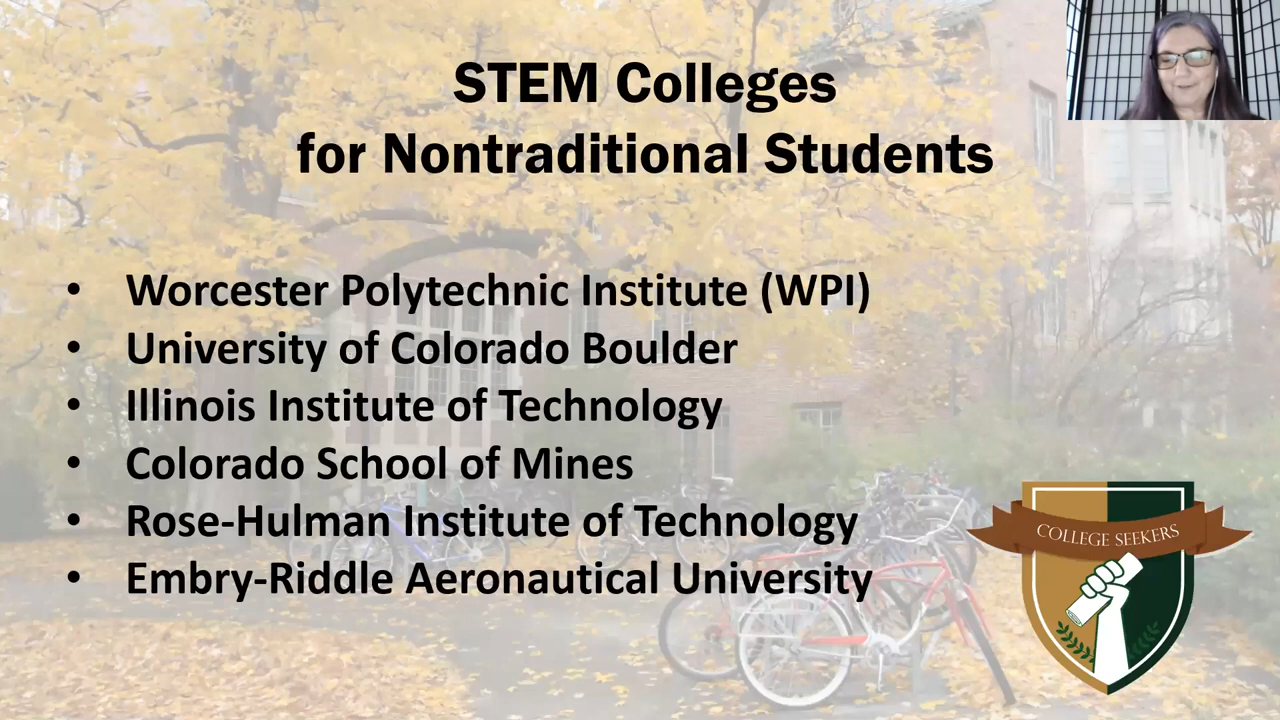 STEM Colleges
for Nontraditional Students
• Worcester Polytechnic Institute (WPI)
• University of Colorado Boulder
• Illinois Institute of Technology
• Colorado School of Mines
• Rose-Hulman Institute of Technology
• Embry-Riddle Aeronautical University
COLLEGE SEEKERS